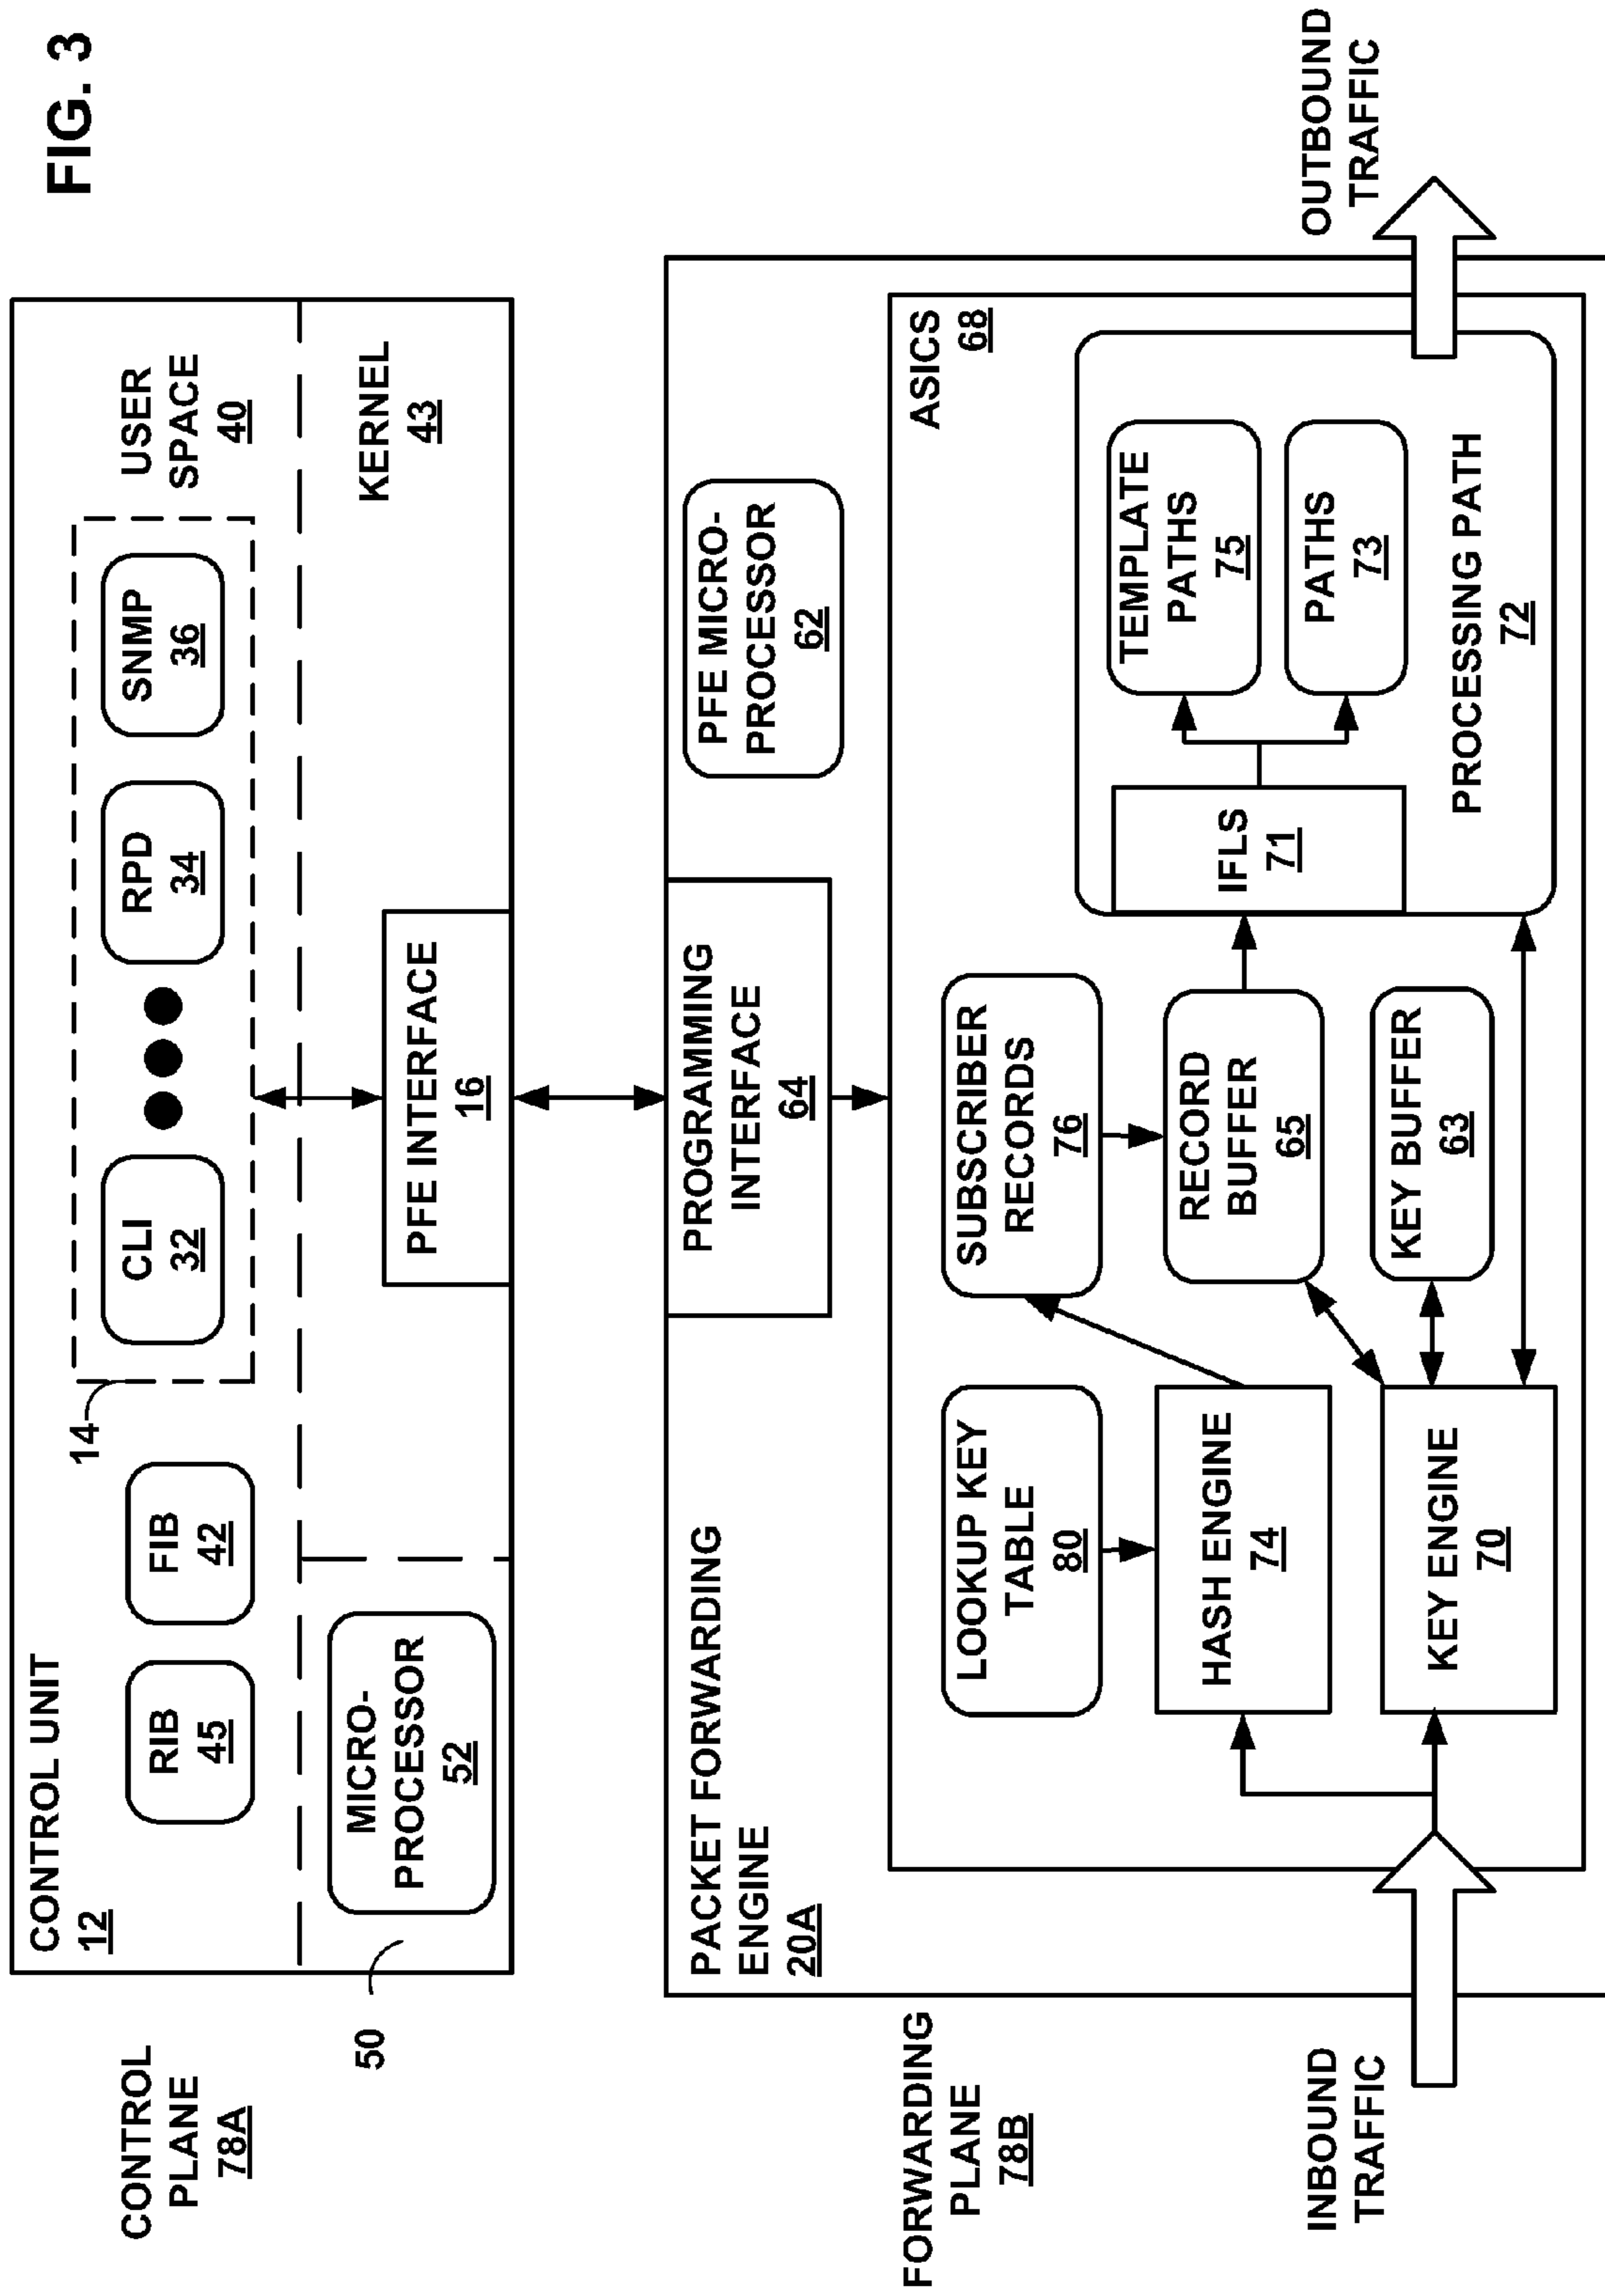 FIG. 3
CONTROL
PLANE
78A
CONTROL UNIT
12
RIB
45
FIB
42
14
CLI
32
RPD
34
SNMP
36
USER
SPACE
40
50
MICRO-
PROCESSOR
52
PFE INTERFACE
16
KERNEL
43
FORWARDING
PLANE
78B
PACKET FORWARDING
ENGINE
20A
PROGRAMMING
INTERFACE
64
PFE MICRO-
PROCESSOR
62
ASICS
68
LOOKUP KEY
TABLE
80
SUBSCRIBER
RECORDS
76
HASH ENGINE
74
RECORD
BUFFER
65
IFLS
71
TEMPLATE
PATHS
75
PATHS
73
KEY ENGINE
70
KEY BUFFER
63
PROCESSING PATH
72
INBOUND
TRAFFIC
OUTBOUND
TRAFFIC